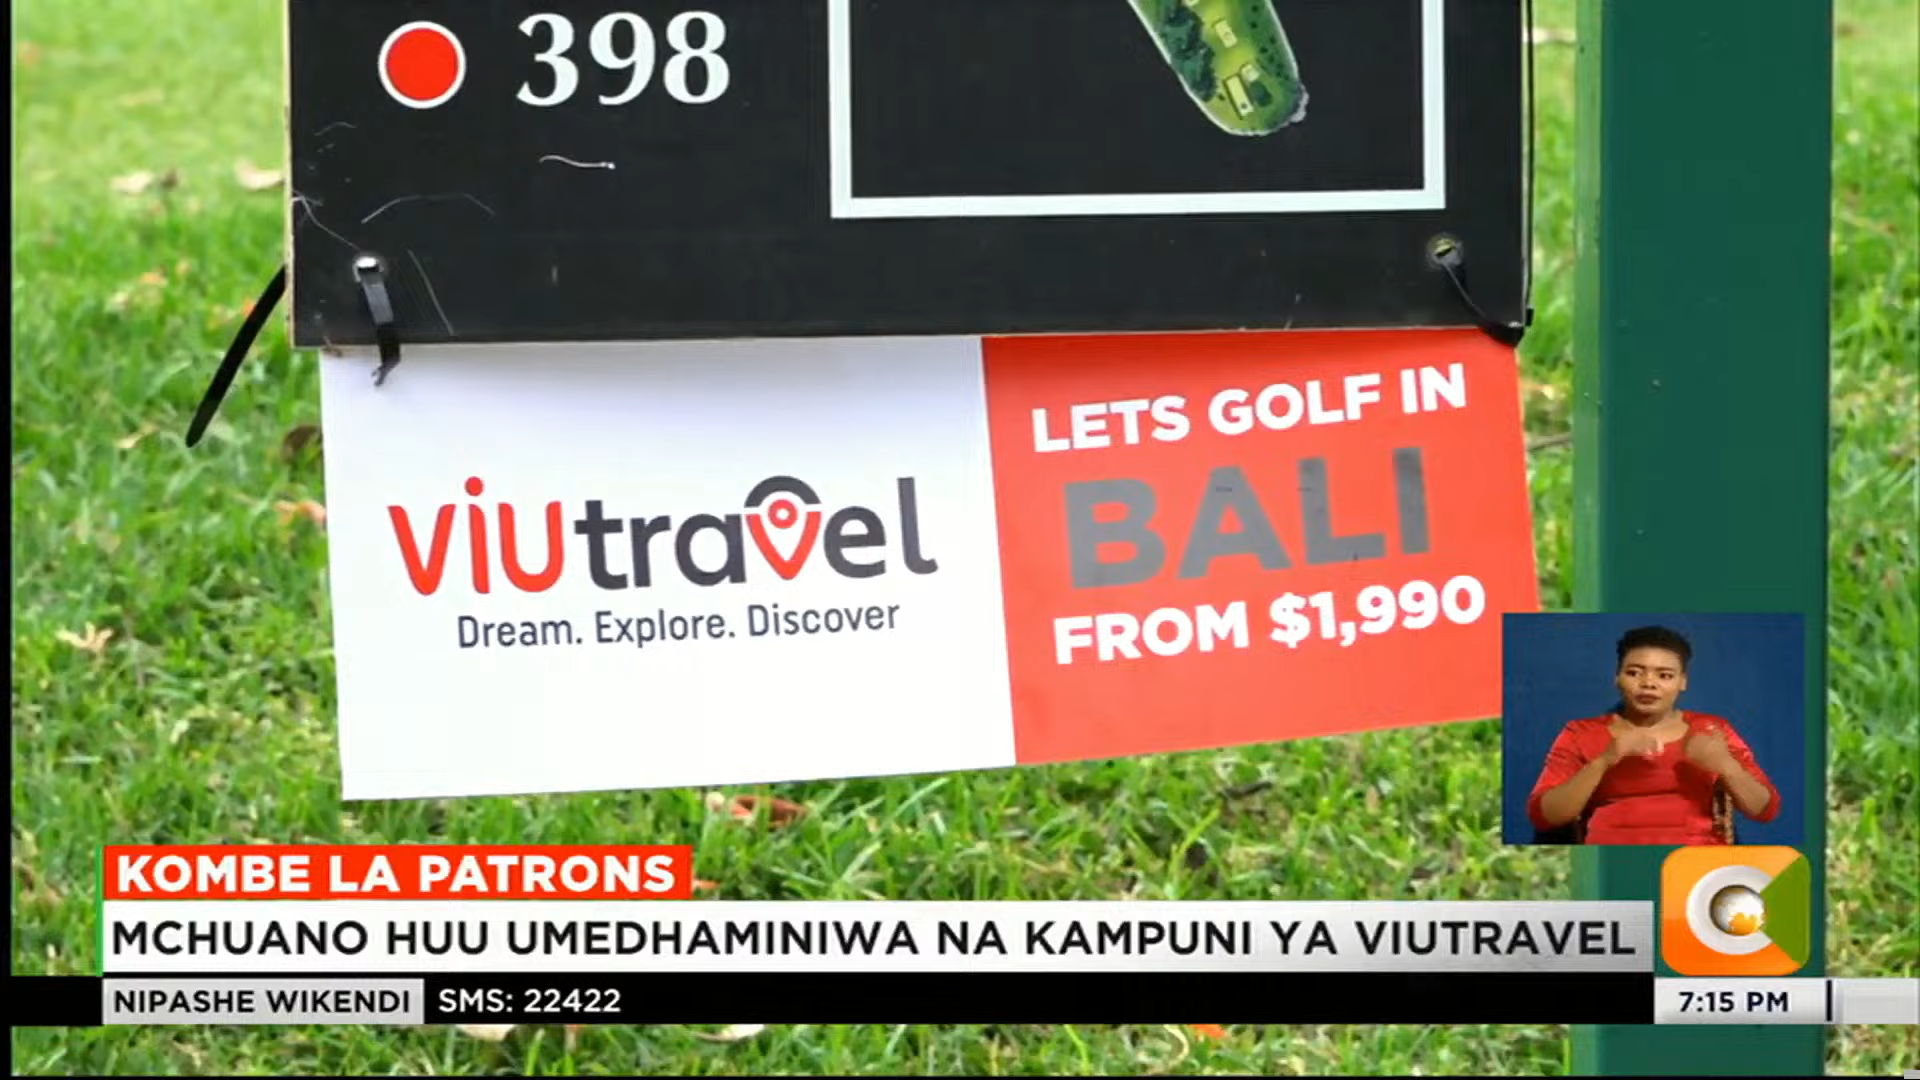 398
viutravel
Dream. Explore. Discover
LETS GOLF IN
BALI
FROM $1,990
KOMBE LA PATRONS
MCHUANO HUU UMEDHAMINIWA NA KAMPUNI YA VIUTRAVEL
NIPASHE WIKENDI
SMS: 22422
7:15 PM